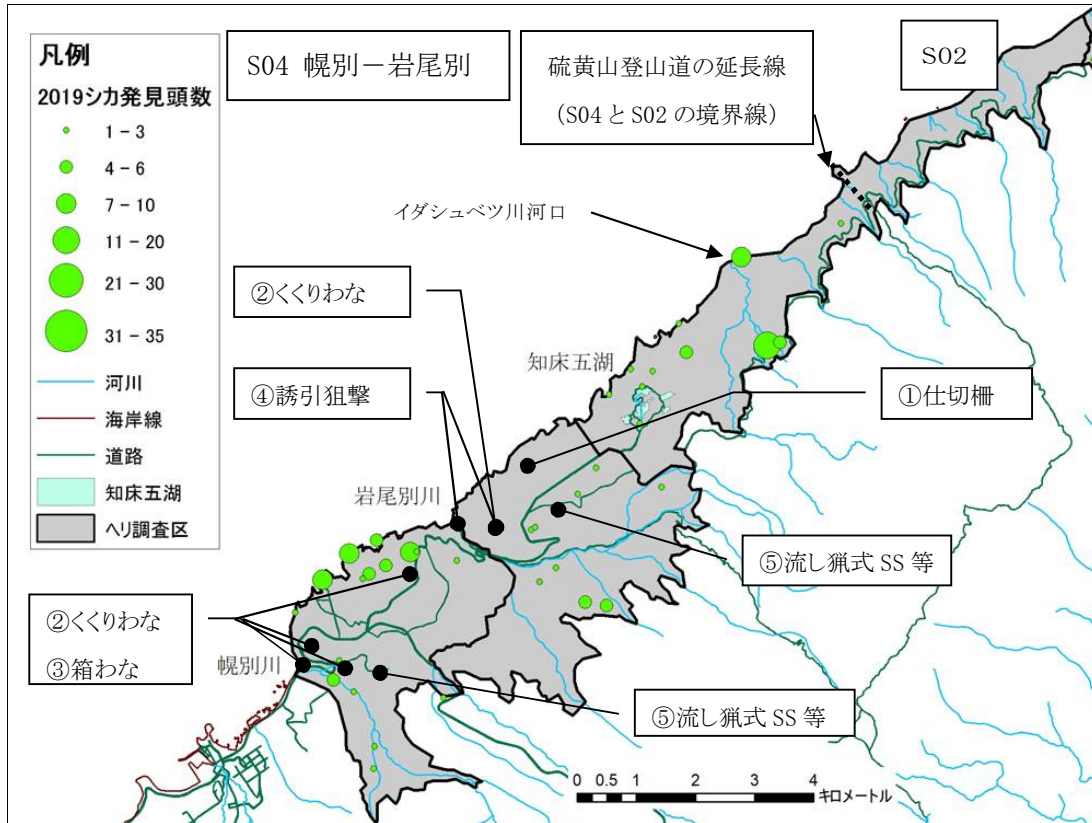 凡例
2019シカ発見頭数
1 - 3
4 - 6
7 - 10
11 - 20
21 - 30
31 - 35
河川
海岸線
道路
知床五湖
ヘリ調査区
S04 幌別－岩尾別
硫黄山登山道の延長線
（S04とS02の境界線）
S02
イダシュベツ川河口
②くくりわな
知床五湖
④誘引狙撃
①仕切柵
岩尾別川
⑤流し猟式 SS 等
②くくりわな
③箱わな
幌別川
⑤流し猟式 SS 等
0 0.5 1 2 3 4
キロメートル